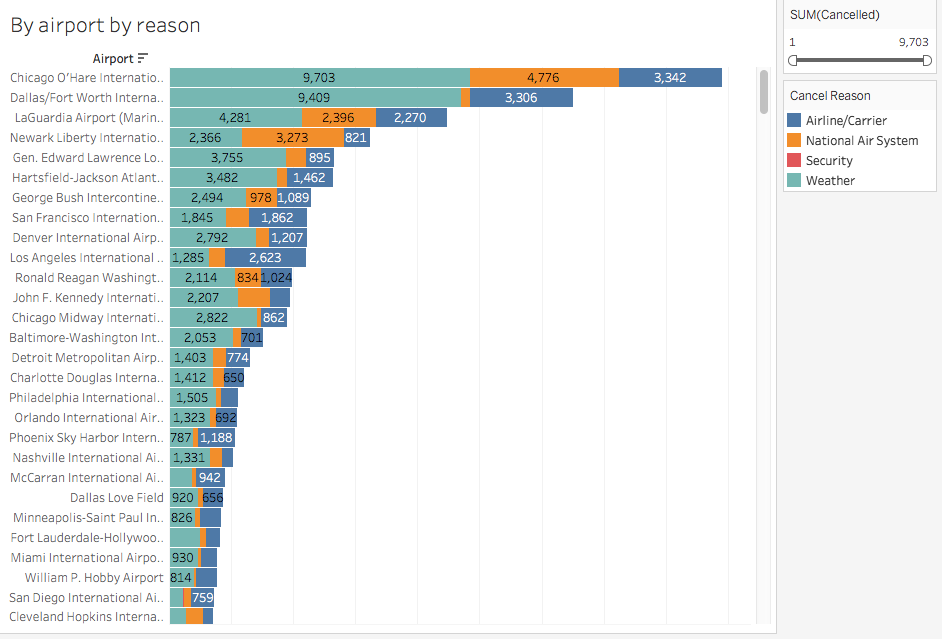 By airport by reason
Airport
Chicago O'Hare Internatio.. 9,703 4,776 3,342
Dallas/Fort Worth Interna.. 9,409 3,306
LaGuardia Airport (Marin.. 4,281 2,396 2,270
Newark Liberty Internatio.. 2,366 3,273 821
Gen. Edward Lawrence Lo.. 3,755 895
Hartsfield-Jackson Atlant.. 3,482 1,462
George Bush Intercontine.. 2,494 978 1,089
San Francisco Internation.. 1,845 1,862
Denver International Airp.. 2,792 1,207
Los Angeles International .. 1,285 2,623
Ronald Reagan Washingt.. 2,114 834 1,024
John F. Kennedy Internati.. 2,207
Chicago Midway Internati.. 2,822 862
Baltimore-Washington Int.. 2,053 701
Detroit Metropolitan Airp.. 1,403 774
Charlotte Douglas Interna.. 1,412 650
Philadelphia International.. 1,505
Orlando International Air.. 1,323 692
Phoenix Sky Harbor Intern.. 787 1,188
Nashville International Ai.. 1,331
McCarran International Ai.. 942
Dallas Love Field 920 656
Minneapolis-Saint Paul In.. 826
Fort Lauderdale-Hollywoo..
Miami International Airpo.. 930
William P. Hobby Airport 814
San Diego International Ai.. 759
Cleveland Hopkins Interna..
SUM(Cancelled)
1 9,703
Cancel Reason
Airline/Carrier
National Air System
Security
Weather